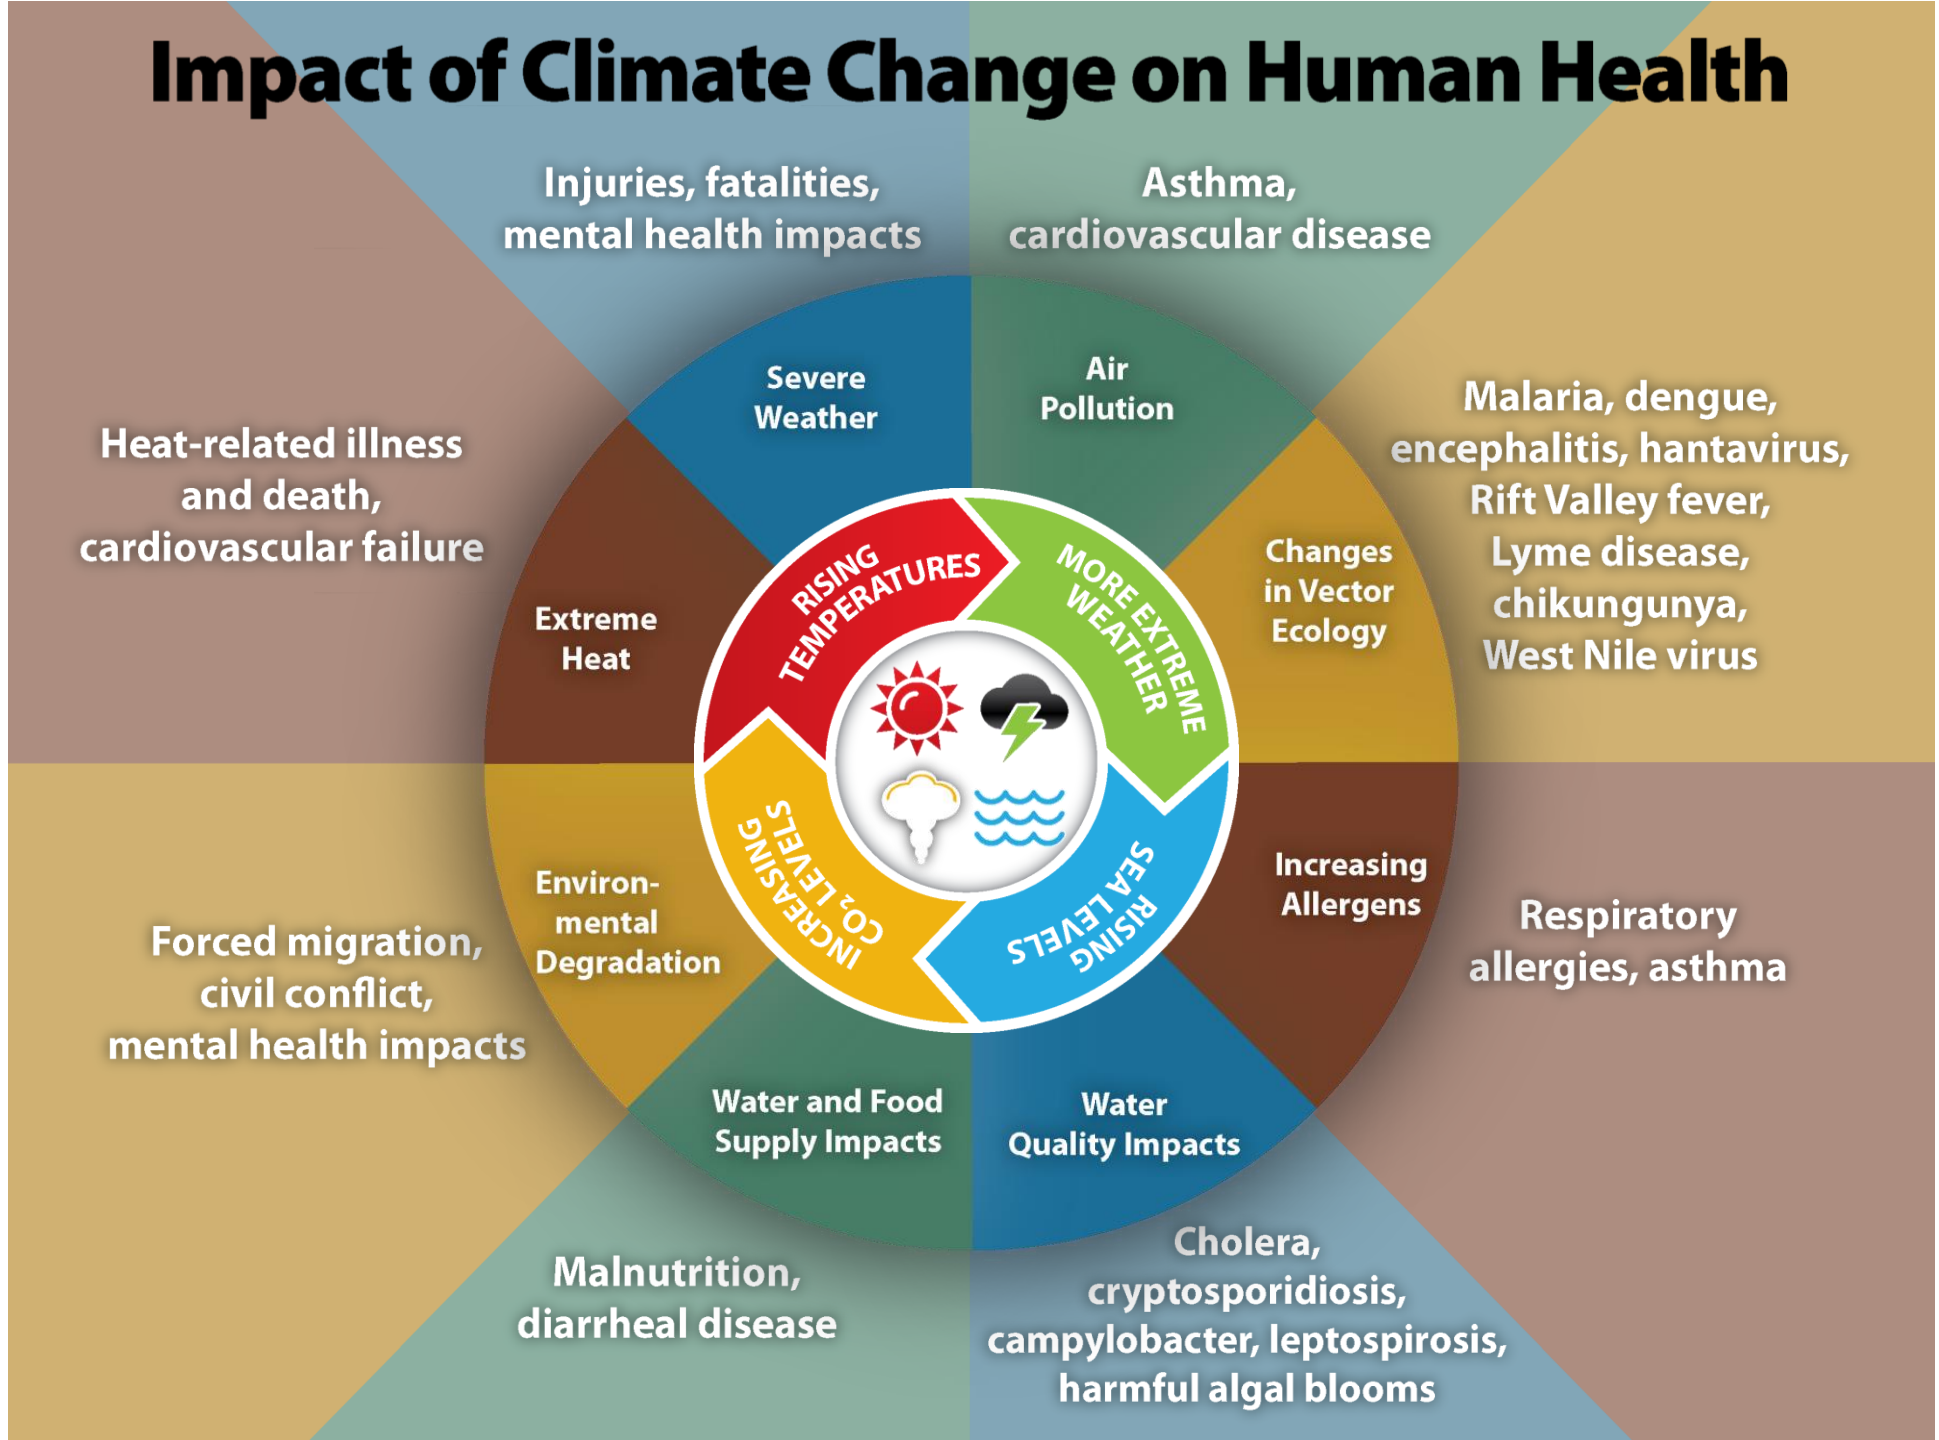 Impact of Climate Change on Human Health
Injuries, fatalities,
mental health impacts
Asthma,
cardiovascular disease
Malaria, dengue,
encephalitis, hantavirus,
Rift Valley fever,
Lyme disease,
chikungunya,
West Nile virus
Respiratory
allergies, asthma
Cholera,
cryptosporidiosis,
campylobacter, leptospirosis,
harmful algal blooms
Malnutrition,
diarrheal disease
Forced migration,
civil conflict,
mental health impacts
Heat-related illness
and death,
cardiovascular failure
Severe
Weather
Air
Pollution
Changes
in Vector
Ecology
Increasing
Allergens
Water
Quality Impacts
Water and Food
Supply Impacts
Environ-
mental
Degradation
Extreme
Heat
RISING
TEMPERATURES
MORE EXTREME
WEATHER
RISING
SEA LEVELS
INCREASING
CO₂ LEVELS